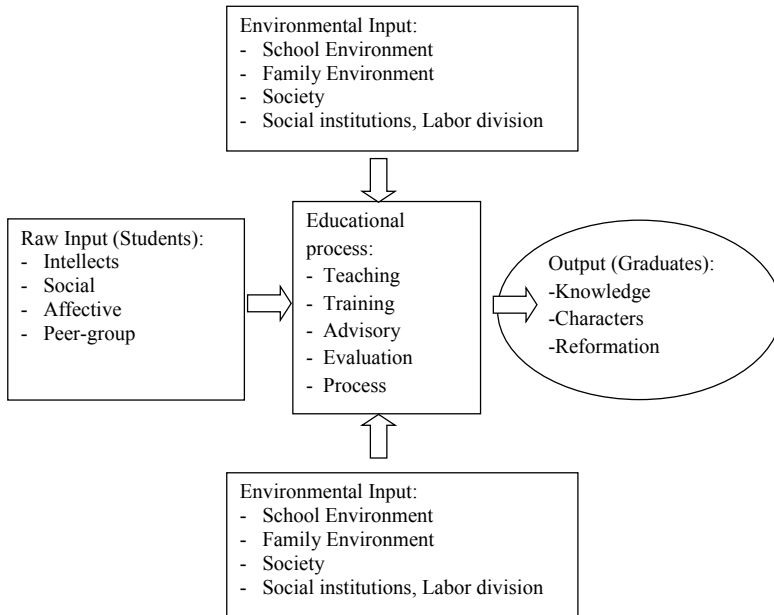 Environmental Input:
- School Environment
- Family Environment
- Society
- Social institutions, Labor division
Raw Input (Students):
- Intellects
- Social
- Affective
- Peer-group
Educational
process:
- Teaching
- Training
- Advisory
- Evaluation
- Process
Output (Graduates):
-Knowledge
-Characters
-Reformation
Environmental Input:
- School Environment
- Family Environment
- Society
- Social institutions, Labor division